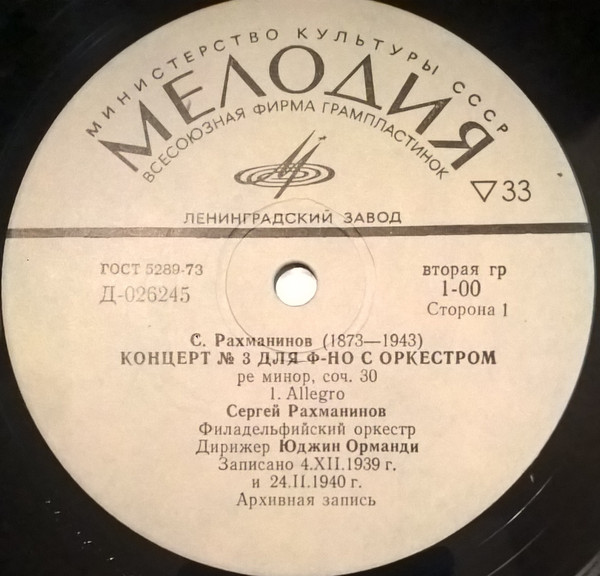 МИНИСТЕРСТВО КУЛЬТУРЫ СССР
МЕЛОДИЯ
ВСЕСОЮЗНАЯ ФИРМА ГРАМПЛАСТИНОК
▽33
ЛЕНИНГРАДСКИЙ ЗАВОД
ГОСТ 5289-73
вторая гр
Д-026245
1-00
Сторона 1
С. Рахманинов (1873—1943)
КОНЦЕРТ № 3 ДЛЯ Ф-НО С ОРКЕСТРОМ
ре минор, соч. 30
1. Allegro
Сергей Рахманинов
Филадельфийский оркестр
Дирижер Юджин Орманди
Записано 4.XII.1939 г.
и 24.II.1940 г.
Архивная запись